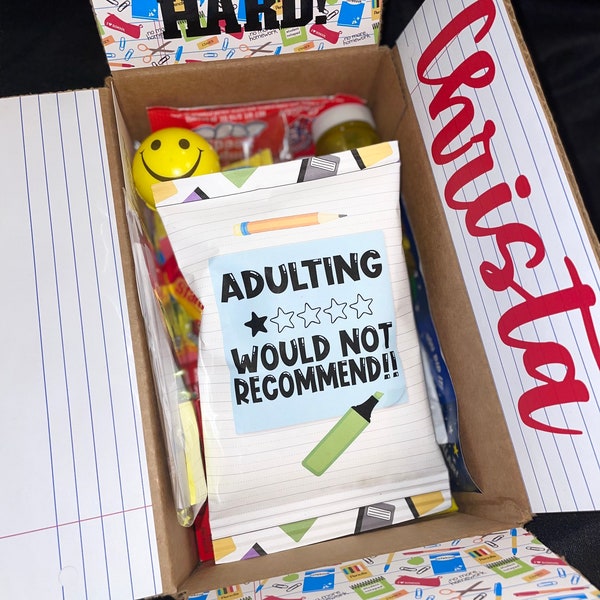 HARD!
Christa
ADULTING
WOULD NOT
RECOMMEND!!